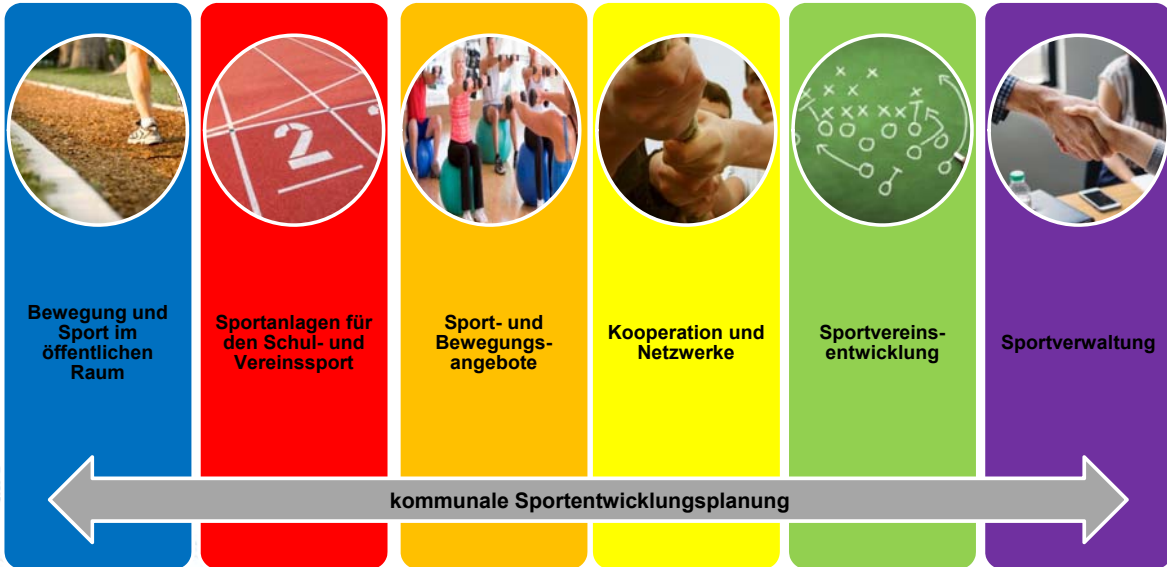 Bewegung und
Sport im
öffentlichen
Raum
Sportanlagen für
den Schul- und
Vereinssport
Sport- und
Bewegungs-
angebote
Kooperation und
Netzwerke
Sportvereins-
entwicklung
Sportverwaltung
kommunale Sportentwicklungsplanung
2